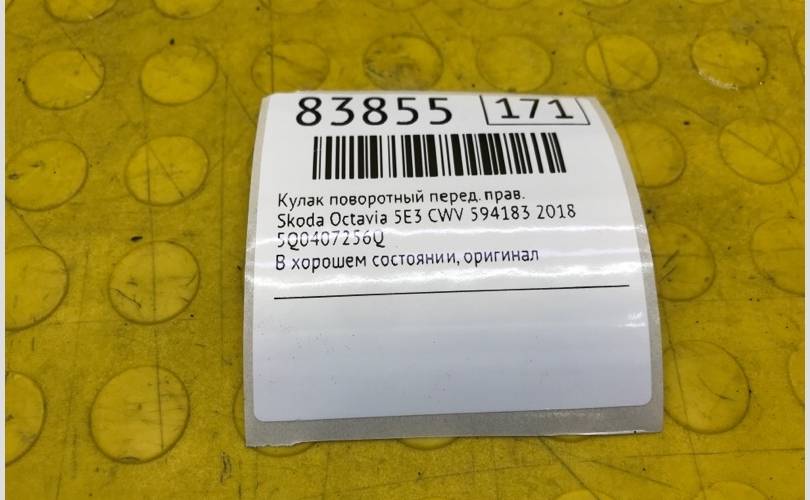 83855 171
Кулак поворотный перед. прав.
Skoda Octavia 5E3 CWV 594183 2018
5Q0407256Q
В хорошем состоянии, оригинал